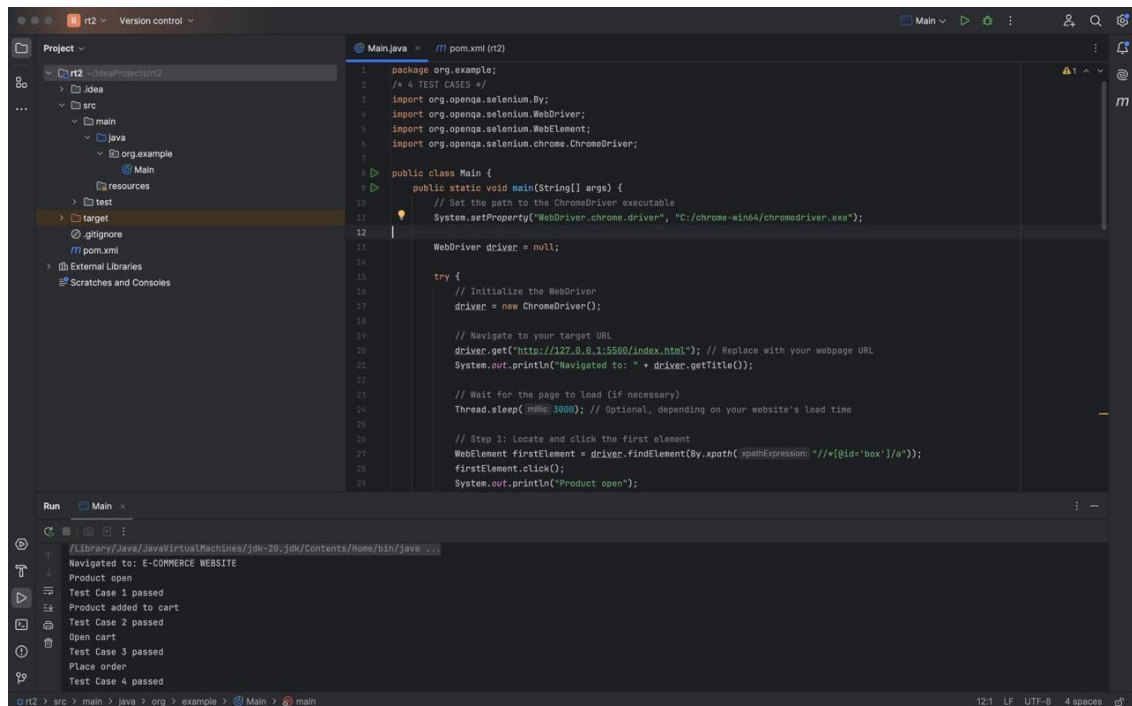 R rt2 Version control Main
Project
rt2 ~/IdeaProjects/rt2
.idea
src
main
java
org.example
Main
resources
test
target
.gitignore
m pom.xml
External Libraries
Scratches and Consoles
Main.java × m pom.xml (rt2)
1 package org.example; 1
2 /* 4 TEST CASES */
3 import org.openqa.selenium.By;
4 import org.openqa.selenium.WebDriver;
5 import org.openqa.selenium.WebElement;
6 import org.openqa.selenium.chrome.ChromeDriver;
7
8 public class Main {
9 public static void main(String[] args) {
10 // Set the path to the ChromeDriver executable
11 System.setProperty("WebDriver.chrome.driver", "C:/chrome-win64/chromedriver.exe");
12
13 WebDriver driver = null;
14
15 try {
16 // Initialize the WebDriver
17 driver = new ChromeDriver();
18
19 // Navigate to your target URL
20 driver.get("http://127.0.0.1:5500/index.html"); // Replace with your webpage URL
21 System.out.println("Navigated to: " + driver.getTitle());
22
23 // Wait for the page to load (if necessary)
24 Thread.sleep( millis: 3000); // Optional, depending on your website's load time
25
26 // Step 1: Locate and click the first element
27 WebElement firstElement = driver.findElement(By.xpath( xpathExpression: "//*[@id='box']/a"));
28 firstElement.click();
29 System.out.println("Product open");
Run Main ×
/Library/Java/JavaVirtualMachines/jdk-20.jdk/Contents/Home/bin/java ...
Navigated to: E-COMMERCE WEBSITE
Product open
Test Case 1 passed
Product added to cart
Test Case 2 passed
Open cart
Test Case 3 passed
Place order
Test Case 4 passed
rt2 > src > main > java > org > example > Main > main 12:1 LF UTF-8 4 spaces